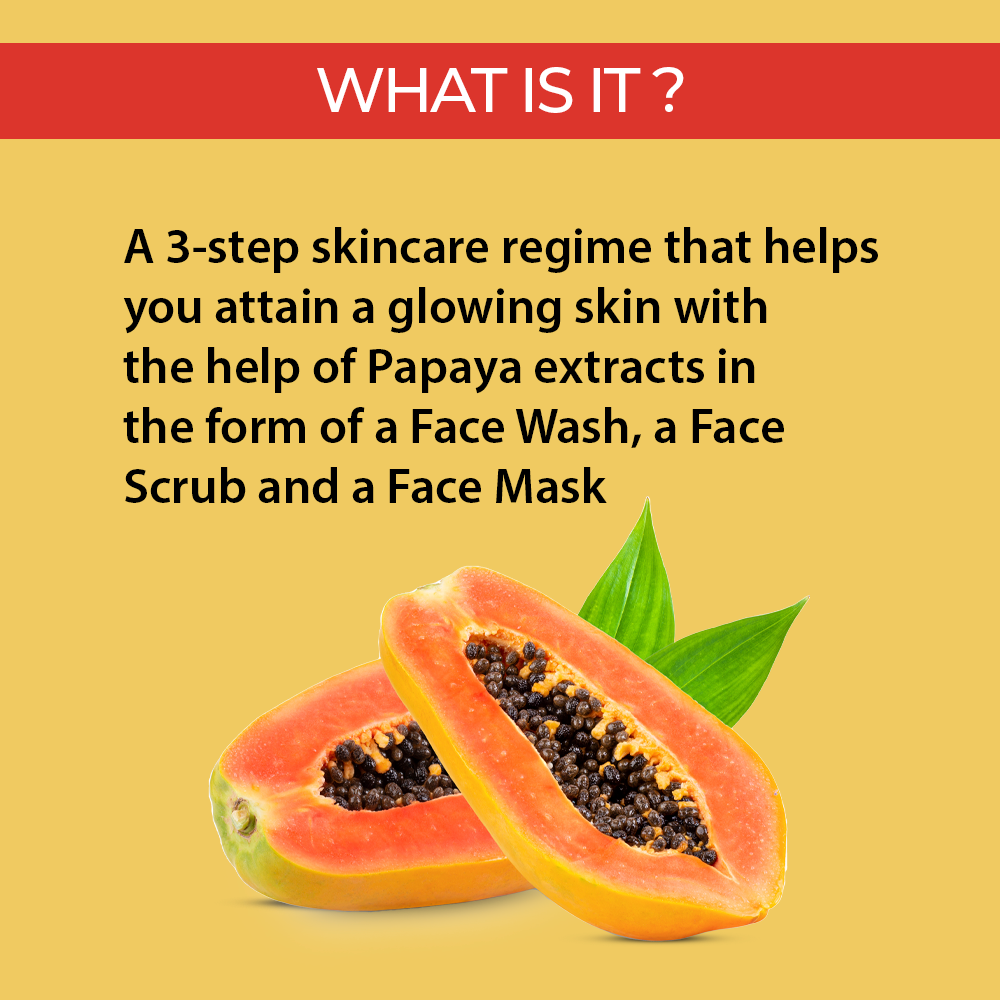 WHAT IS IT ?
A 3-step skincare regime that helps
you attain a glowing skin with
the help of Papaya extracts in
the form of a Face Wash, a Face
Scrub and a Face Mask